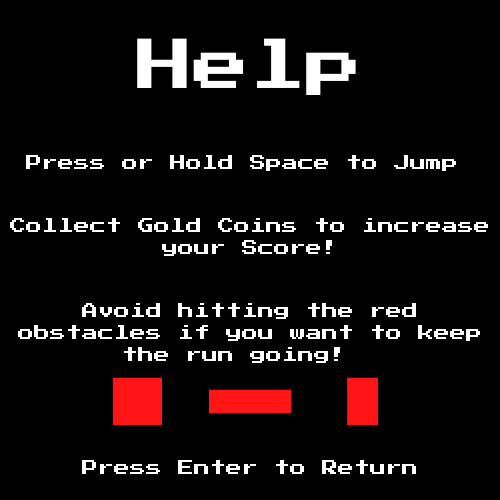 Help
Press or Hold Space to Jump
Collect Gold Coins to increase
your Score!
Avoid hitting the red
obstacles if you want to keep
the run going!
Press Enter to Return